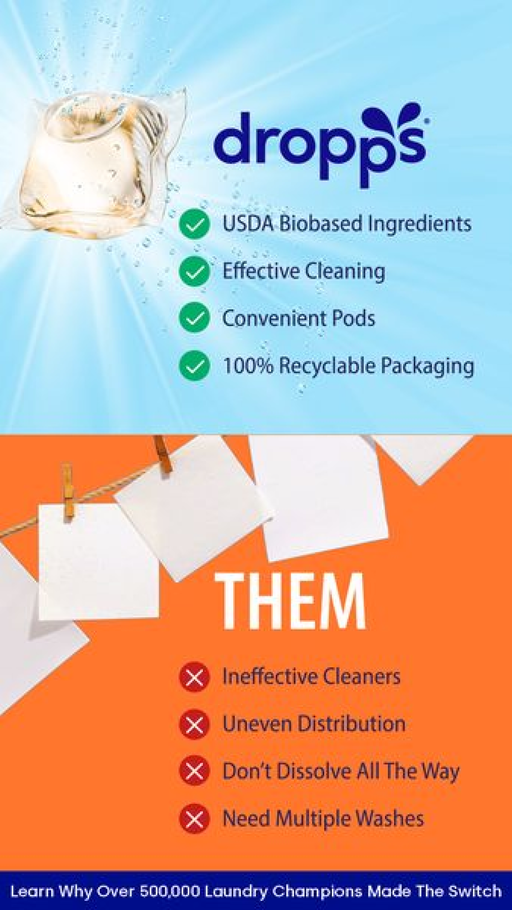 dropps
USDA Biobased Ingredients
Effective Cleaning
Convenient Pods
100% Recyclable Packaging
THEM
Ineffective Cleaners
Uneven Distribution
Don't Dissolve All The Way
Need Multiple Washes
Learn Why Over 500,000 Laundry Champions Made The Switch